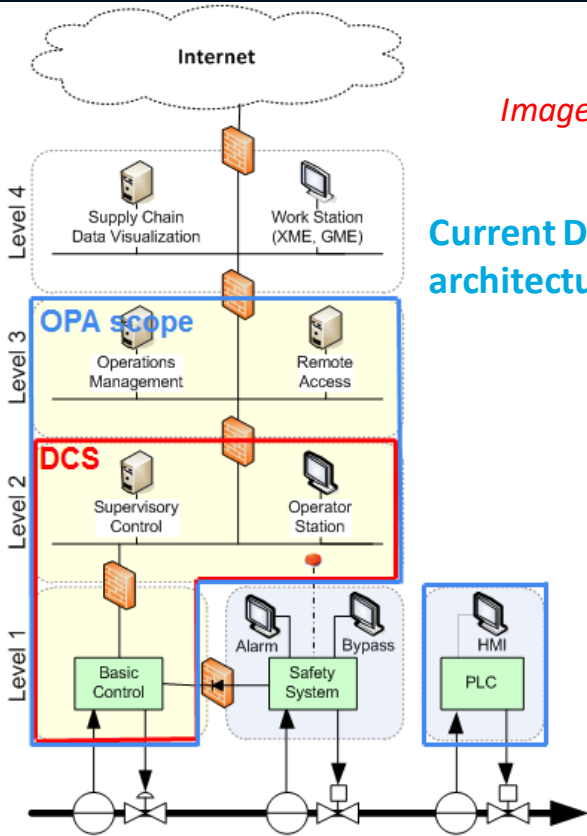 Internet
Image
Level 4
Supply Chain
Data Visualization
Work Station
(XME, GME)
Current D
architectu
OPA scope
Level 3
Operations
Management
Remote
Access
DCS
Level 2
Supervisory
Control
Operator
Station
Level 1
Alarm
Bypass
HMI
Basic
Control
Safety
System
PLC